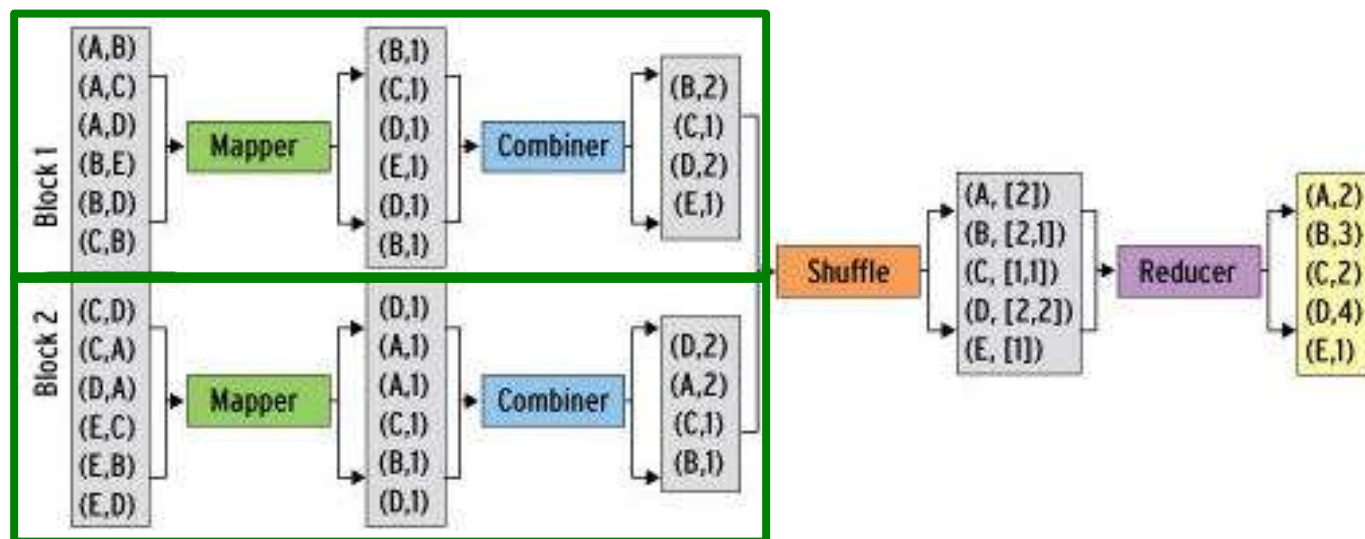 Block 1
(A,B)
(A,C)
(A,D)
(B,E)
(B,D)
(C,B)
Mapper
(B,1)
(C,1)
(D,1)
(E,1)
(D,1)
(B,1)
Combiner
(B,2)
(C,1)
(D,2)
(E,1)
Block 2
(C,D)
(C,A)
(D,A)
(E,C)
(E,B)
(E,D)
Mapper
(D,1)
(A,1)
(A,1)
(C,1)
(B,1)
(D,1)
Combiner
(D,2)
(A,2)
(C,1)
(B,1)
Shuffle
(A, [2])
(B, [2,1])
(C, [1,1])
(D, [2,2])
(E, [1])
Reducer
(A,2)
(B,3)
(C,2)
(D,4)
(E,1)